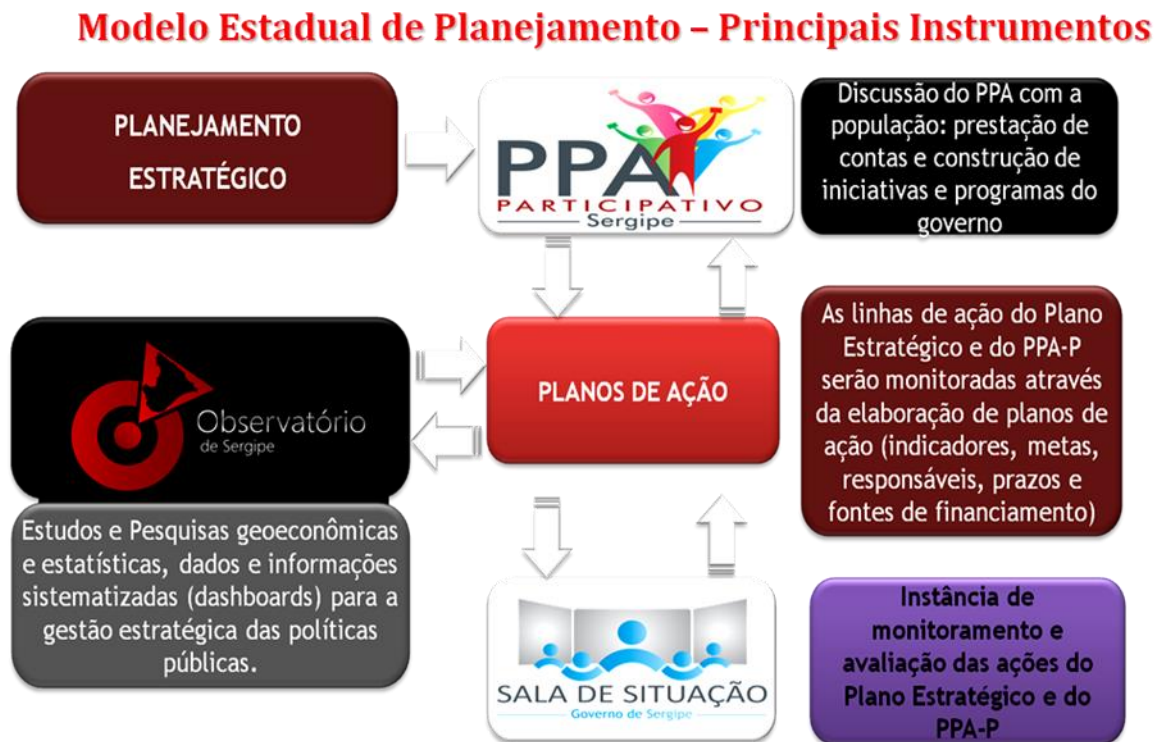 Modelo Estadual de Planejamento – Principais Instrumentos
PLANEJAMENTO
ESTRATÉGICO
PPA
PARTICIPATIVO
Sergipe
Discussão do PPA com a
população: prestação de
contas e construção de
iniciativas e programas do
governo
Observatório
de Sergipe
Estudos e Pesquisas geoeconômicas
e estatísticas, dados e informações
sistematizadas (dashboards) para a
gestão estratégica das políticas
públicas.
PLANOS DE AÇÃO
As linhas de ação do Plano
Estratégico e do PPA-P
serão monitoradas através
da elaboração de planos de
ação (indicadores, metas,
responsáveis, prazos e
fontes de financiamento)
SALA DE SITUAÇÃO
Governo de Sergipe
Instância de
monitoramento e
avaliação das ações do
Plano Estratégico e do
PPA-P